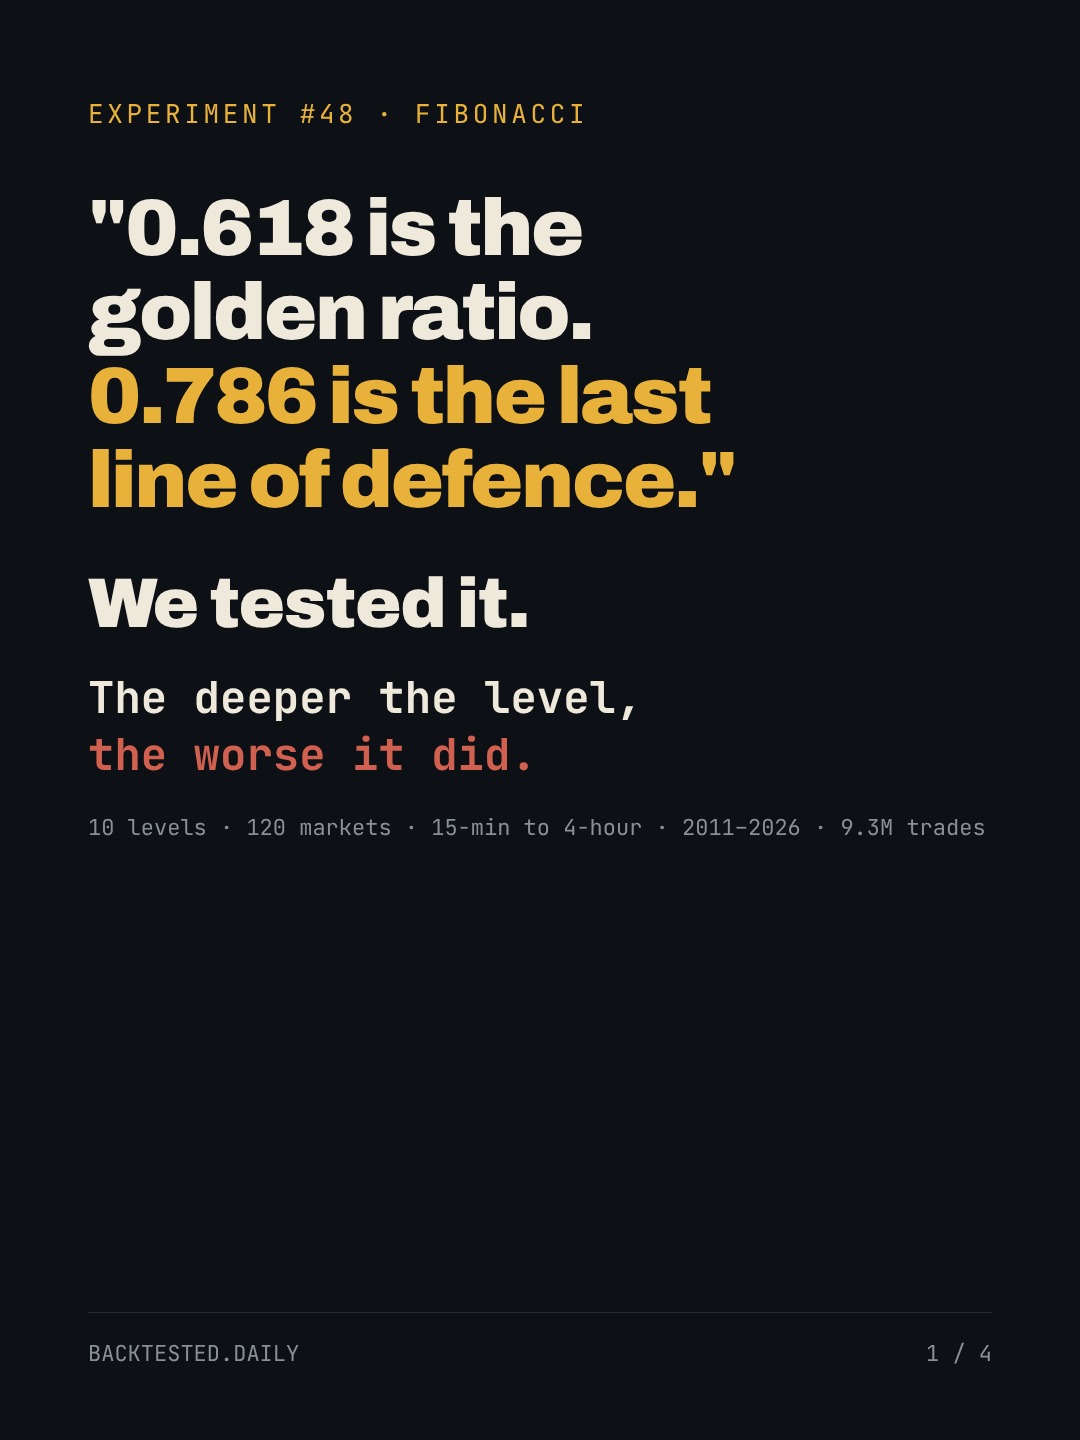 EXPERIMENT #48 · FIBONACCI
"0.618 is the
golden ratio.
0.786 is the last
line of defence."
We tested it.
The deeper the level,
the worse it did.
10 levels · 120 markets · 15-min to 4-hour · 2011–2026 · 9.3M trades
BACKTESTED.DAILY
1 / 4